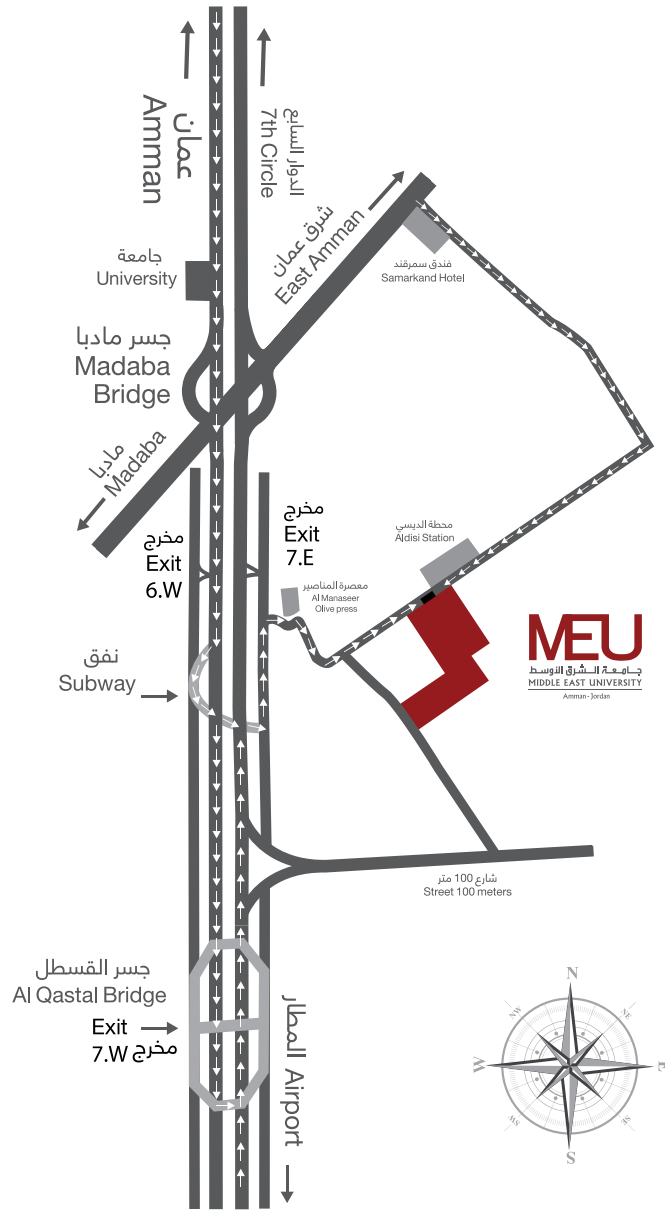 عمان
Amman
الدوار السابع
7th Circle
شرق عمان
East Amman
فندق سمرقند
Samarkand Hotel
جامعة
University
جسر مادبا
Madaba
Bridge
مادبا
Madaba
مخرج
Exit
6.W
مخرج
Exit
7.E
محطة الديسي
Aldisi Station
معصرة المناصير
Al Manaseer
Olive press
MEU
جامعة الشرق الأوسط
MIDDLE EAST UNIVERSITY
Amman - Jordan
نفق
Subway
شارع 100 متر
Street 100 meters
جسر القسطل
Al Qastal Bridge
Exit
7.W مخرج
المطار
Airport
N
NW
NE
W
E
SW
SE
S